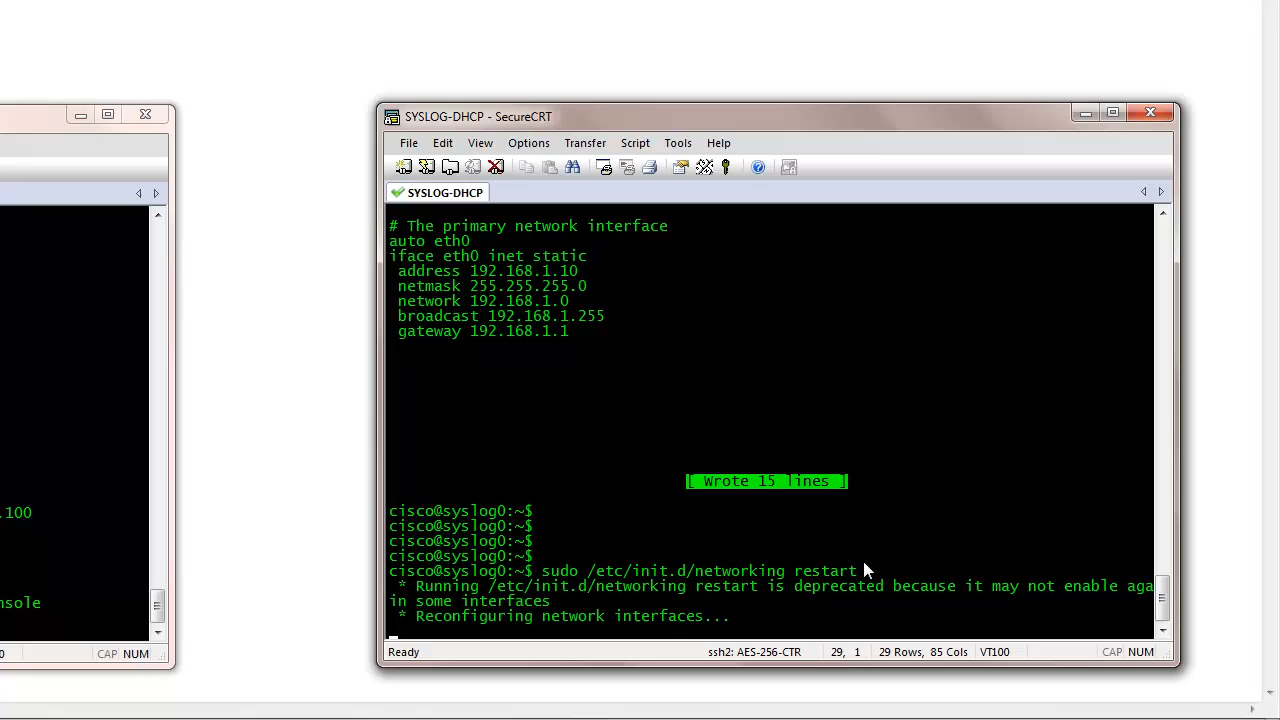 SYSLOG-DHCP - SecureCRT
File Edit View Options Transfer Script Tools Help
SYSLOG-DHCP
# The primary network interface
auto eth0
iface eth0 inet static
address 192.168.1.10
netmask 255.255.255.0
network 192.168.1.0
broadcast 192.168.1.255
gateway 192.168.1.1
[ Wrote 15 lines ]
cisco@syslog0:~$
cisco@syslog0:~$
cisco@syslog0:~$
cisco@syslog0:~$
cisco@syslog0:~$ sudo /etc/init.d/networking restart
* Running /etc/init.d/networking restart is deprecated because it may not enable aga
in some interfaces
* Reconfiguring network interfaces...
Ready ssh2: AES-256-CTR 29, 1 29 Rows, 85 Cols VT100 CAP NUM
.100
nsole
0 CAP NUM